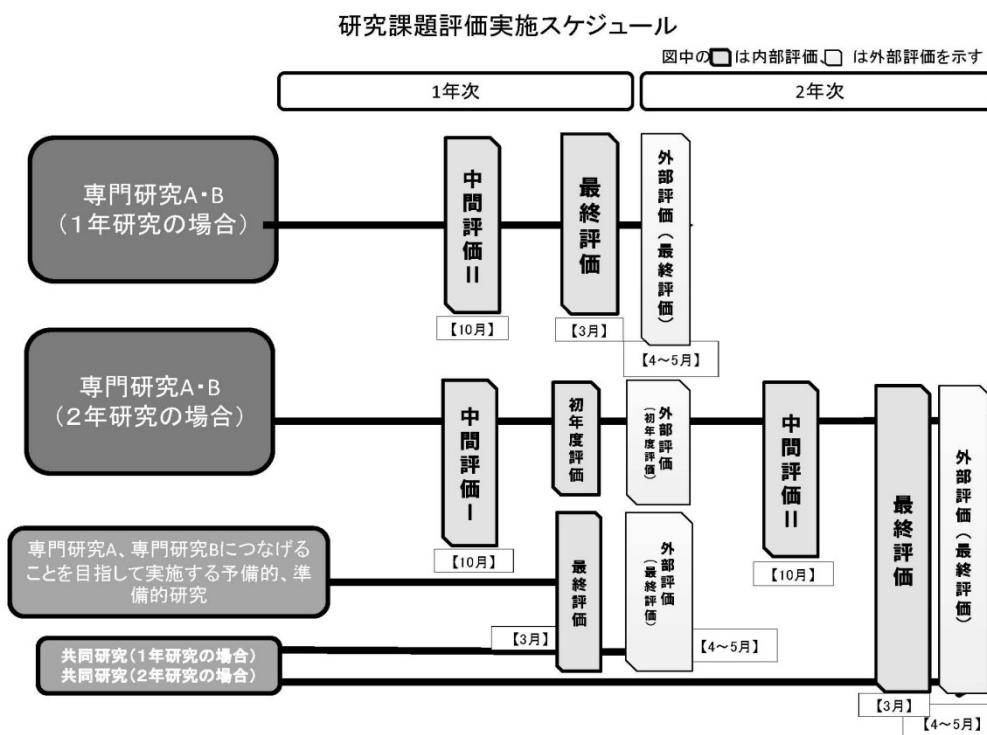 研究課題評価実施スケジュール
図中の は内部評価、 は外部評価を示す
1年次
2年次
専門研究A・B
(1年研究の場合)
中間評価Ⅱ
【10月】
最終評価
【3月】
外部評価(最終評価)
【4～5月】
専門研究A・B
(2年研究の場合)
中間評価Ⅰ
【10月】
初年度評価
外部評価
(初年度評価)
中間評価Ⅱ
【10月】
最終評価
【3月】
外部評価(最終評価)
【4～5月】
専門研究A、専門研究Bにつなげる
ことを目指して実施する予備的、準
備的研究
最終評価
【3月】
外部評価
(最終評価)
【4～5月】
共同研究(1年研究の場合)
共同研究(2年研究の場合)